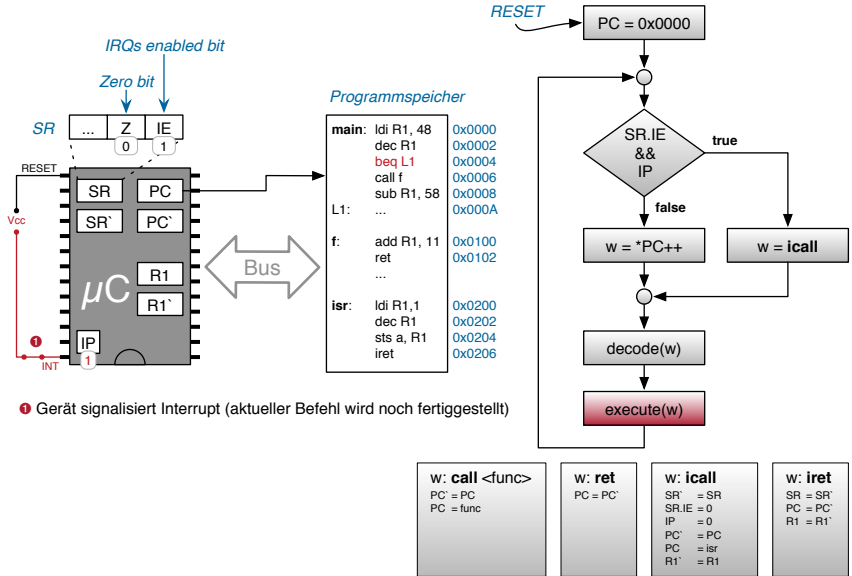 RESET
PC = 0x0000
IRQs enabled bit
Zero bit
SR
... Z IE
0 1
RESET
Vcc
SR PC
SR` PC`
R1
R1`
µC
IP
1
❶
INT
Bus
Programmspeicher
main: ldi R1, 48 0x0000
dec R1 0x0002
beq L1 0x0004
call f 0x0006
sub R1, 58 0x0008
L1: ... 0x000A
f: add R1, 11 0x0100
ret 0x0102
...
isr: ldi R1,1 0x0200
dec R1 0x0202
sts a, R1 0x0204
iret 0x0206
SR.IE
&&
IP
true
false
w = *PC++
w = icall
decode(w)
execute(w)
❶ Gerät signalisiert Interrupt (aktueller Befehl wird noch fertiggestellt)
w: call <func>
PC` = PC
PC = func
w: ret
PC = PC`
w: icall
SR` = SR
SR.IE = 0
IP = 0
PC` = PC
PC = isr
R1` = R1
w: iret
SR = SR`
PC = PC`
R1 = R1`